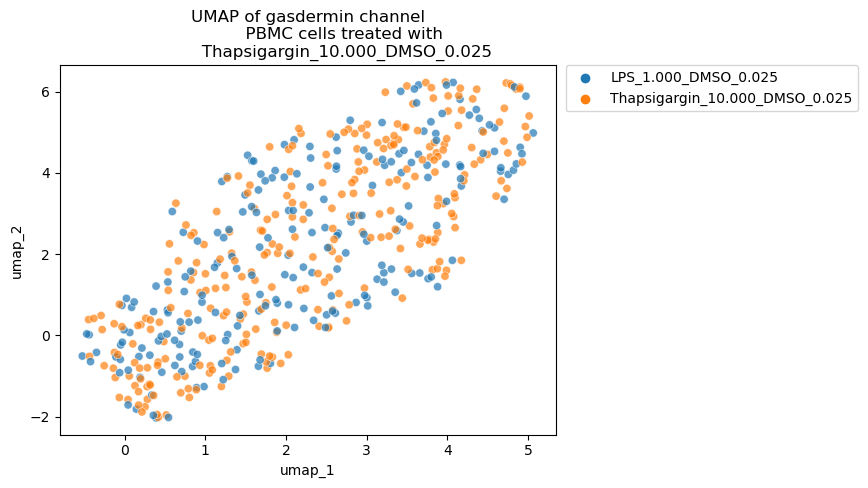 UMAP of gasdermin channel
PBMC cells treated with
Thapsigargin_10.000_DMSO_0.025
LPS_1.000_DMSO_0.025
Thapsigargin_10.000_DMSO_0.025
umap_2
6
4
2
0
−2
0 1 2 3 4 5
umap_1